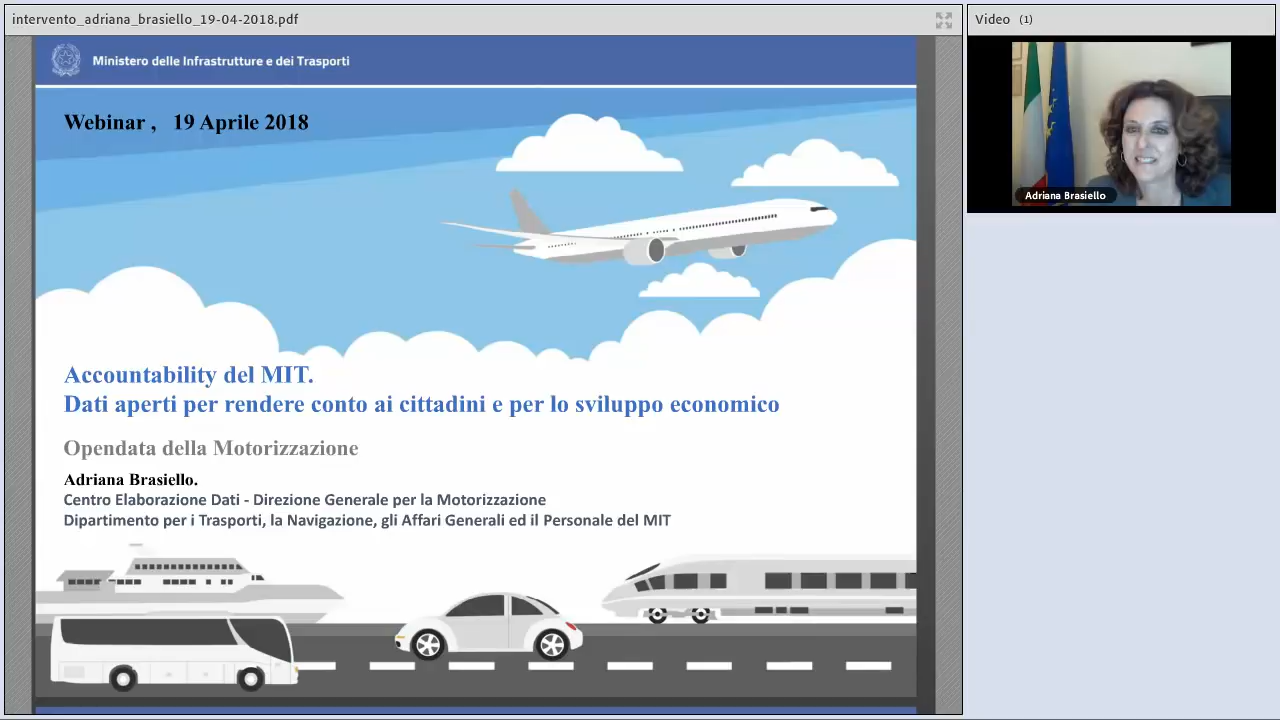 intervento_adriana_brasiello_19-04-2018.pdf
Video (1)
Ministero delle Infrastrutture e dei Trasporti
Webinar , 19 Aprile 2018
Adriana Brasiello
Accountability del MIT.
Dati aperti per rendere conto ai cittadini e per lo sviluppo economico
Opendata della Motorizzazione
Adriana Brasiello.
Centro Elaborazione Dati - Direzione Generale per la Motorizzazione
Dipartimento per i Trasporti, la Navigazione, gli Affari Generali ed il Personale del MIT